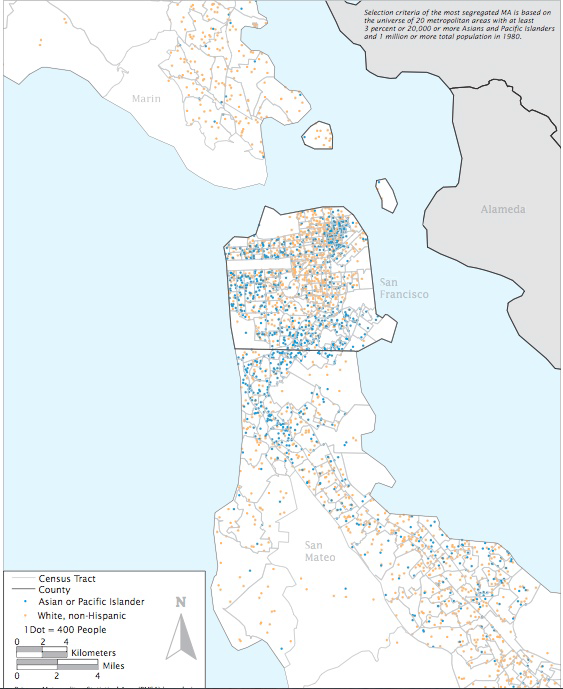 Selection criteria of the most segregated MA is based on
the universe of 20 metropolitan areas with at least
3 percent or 20,000 or more Asians and Pacific Islanders
and 1 million or more total population in 1980.
Marin
Alameda
San
Francisco
San
Mateo
Census Tract
County
Asian or Pacific Islander
White, non-Hispanic
1Dot = 400 People
0 2 4
Kilometers
Miles
0 2 4
N